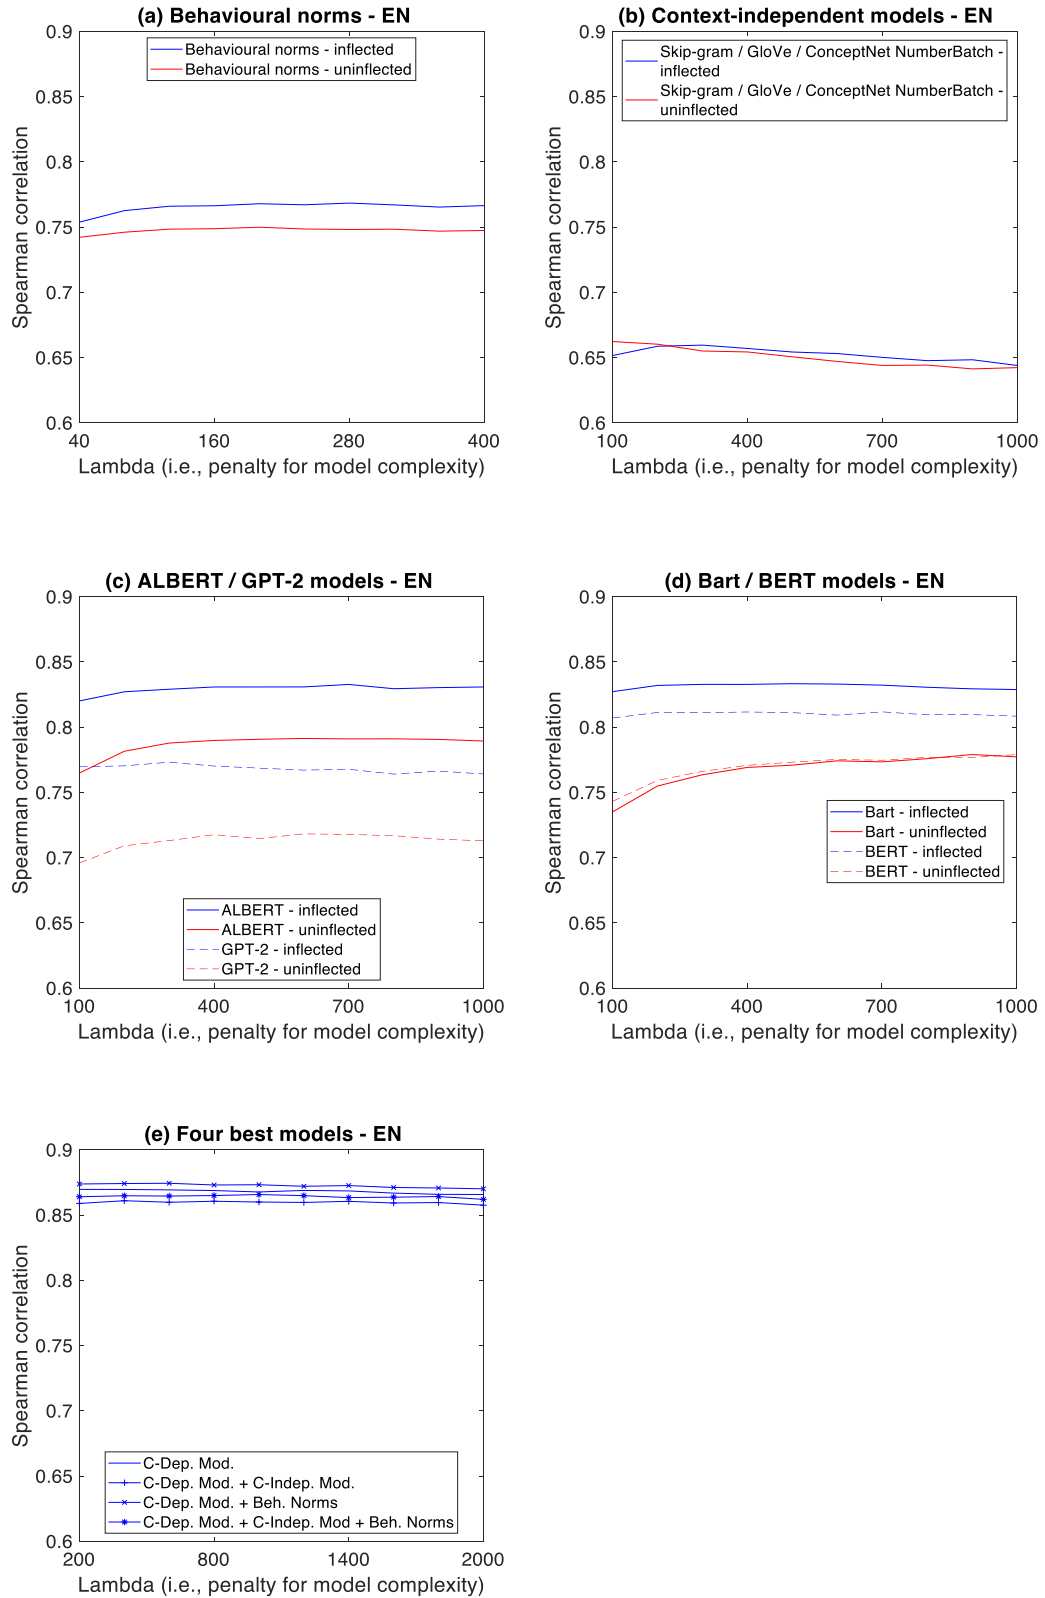 (a) Behavioural norms - EN
0.9
0.85
0.8
0.75
0.7
0.65
0.6
Spearman correlation
Behavioural norms - inflected
Behavioural norms - uninflected
40
160
280
400
Lambda (i.e., penalty for model complexity)
(b) Context-independent models - EN
0.9
0.85
0.8
0.75
0.7
0.65
0.6
Spearman correlation
Skip-gram / GloVe / ConceptNet NumberBatch -
inflected
Skip-gram / GloVe / ConceptNet NumberBatch -
uninflected
100
400
700
1000
Lambda (i.e., penalty for model complexity)
(c) ALBERT / GPT-2 models - EN
0.9
0.85
0.8
0.75
0.7
0.65
0.6
Spearman correlation
ALBERT - inflected
ALBERT - uninflected
GPT-2 - inflected
GPT-2 - uninflected
100
400
700
1000
Lambda (i.e., penalty for model complexity)
(d) Bart / BERT models - EN
0.9
0.85
0.8
0.75
0.7
0.65
0.6
Spearman correlation
Bart - inflected
Bart - uninflected
BERT - inflected
BERT - uninflected
100
400
700
1000
Lambda (i.e., penalty for model complexity)
(e) Four best models - EN
0.9
0.85
0.8
0.75
0.7
0.65
0.6
Spearman correlation
C-Dep. Mod.
C-Dep. Mod. + C-Indep. Mod.
C-Dep. Mod. + Beh. Norms
C-Dep. Mod. + C-Indep. Mod + Beh. Norms
200
800
1400
2000
Lambda (i.e., penalty for model complexity)